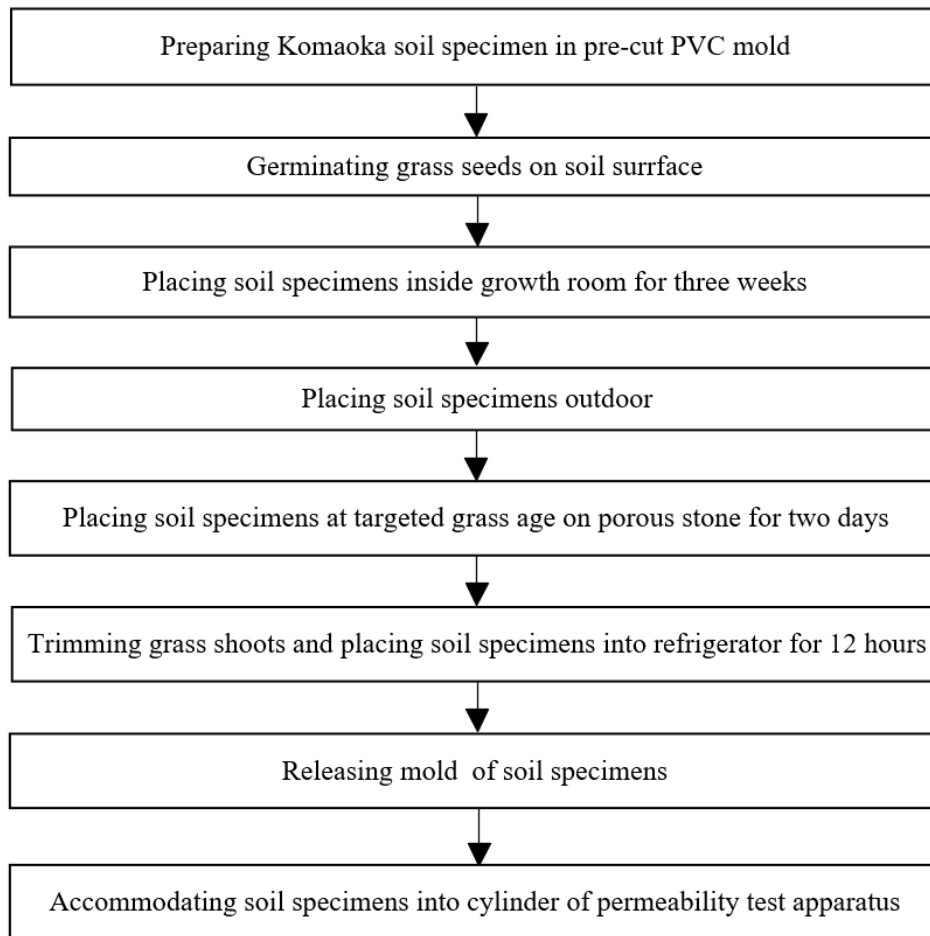 Preparing Komaoka soil specimen in pre-cut PVC mold
Germinating grass seeds on soil surrface
Placing soil specimens inside growth room for three weeks
Placing soil specimens outdoor
Placing soil specimens at targeted grass age on porous stone for two days
Trimming grass shoots and placing soil specimens into refrigerator for 12 hours
Releasing mold of soil specimens
Accommodating soil specimens into cylinder of permeability test apparatus